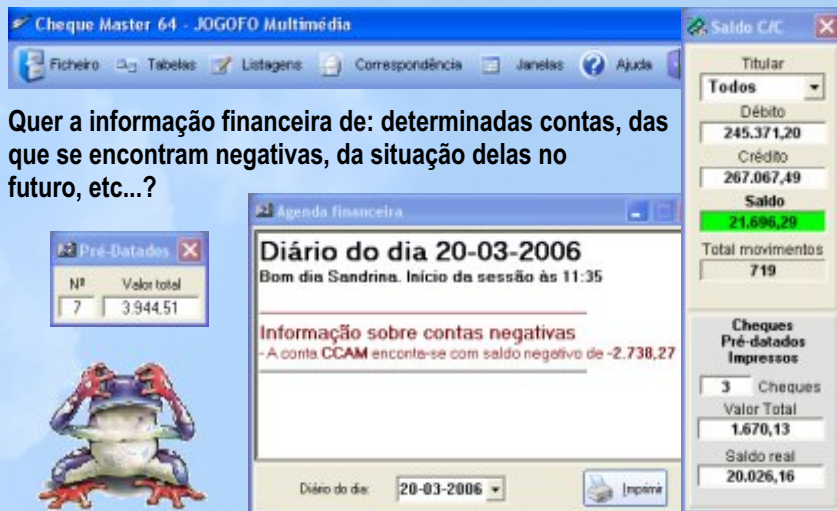 Cheque Master 64 - JOGOFO Multimédia
Ficheiro Tabelas Listagens Correspondência Janelas Ajuda
Quer a informação financeira de: determinadas contas, das
que se encontram negativas, da situação delas no
futuro, etc...?
Pré-Datados
Nº Valor total
7 3.944,51
Agenda financeira
Diário do dia 20-03-2006
Bom dia Sandrina. Início da sessão às 11:35
Informação sobre contas negativas
- A conta CCAM enconta-se com saldo negativo de -2.738,27
Diário do dia: 20-03-2006
Imprimir
Saldo C/C
Titular
Todos
Débito
245.371,20
Crédito
267.067,49
Saldo
21.696,29
Total movimentos
719
Cheques
Pré-datados
Impressos
3 Cheques
Valor Total
1.670,13
Saldo real
20.026,16